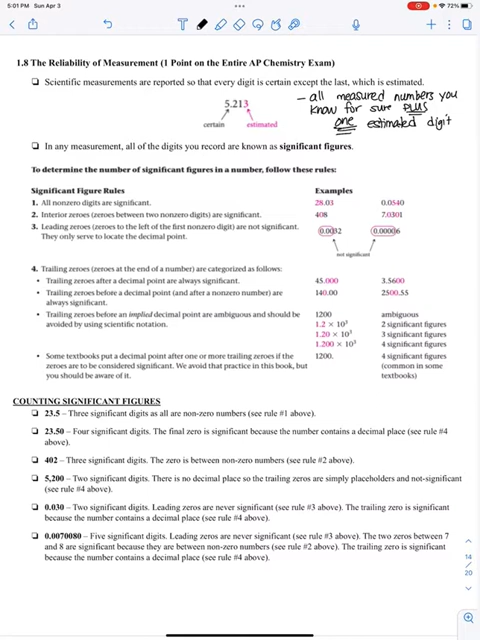 5:01 PM Sun Apr 3
72%
1.8 The Reliability of Measurement (1 Point on the Entire AP Chemistry Exam)
Scientific measurements are reported so that every digit is certain except the last, which is estimated.
5.213
certain estimated
- all measured numbers you
know for sure PLUS
one estimated digit
In any measurement, all of the digits you record are known as significant figures.
To determine the number of significant figures in a number, follow these rules:
Significant Figure Rules Examples
1. All nonzero digits are significant. 28.03 0.0540
2. Interior zeroes (zeroes between two nonzero digits) are significant. 408 7.0301
3. Leading zeroes (zeroes to the left of the first nonzero digit) are not significant. 0.0032 0.00006
They only serve to locate the decimal point.
not significant
4. Trailing zeroes (zeroes at the end of a number) are categorized as follows:
• Trailing zeroes after a decimal point are always significant. 45.000 3.5600
• Trailing zeroes before a decimal point (and after a nonzero number) are 140.00 2500.55
always significant.
• Trailing zeroes before an implied decimal point are ambiguous and should be 1200 ambiguous
avoided by using scientific notation. 1.2 × 10³ 2 significant figures
1.20 × 10³ 3 significant figures
1.200 × 10³ 4 significant figures
• Some textbooks put a decimal point after one or more trailing zeroes if the 1200. 4 significant figures
zeroes are to be considered significant. We avoid that practice in this book, but (common in some
you should be aware of it. textbooks)
COUNTING SIGNIFICANT FIGURES
23.5 – Three significant digits as all are non-zero numbers (see rule #1 above).
23.50 – Four significant digits. The final zero is significant because the number contains a decimal place (see rule #4
above).
402 – Three significant digits. The zero is between non-zero numbers (see rule #2 above).
5,200 – Two significant digits. There is no decimal place so the trailing zeros are simply placeholders and not-significant
(see rule #4 above).
0.030 – Two significant digits. Leading zeros are never significant (see rule #3 above). The trailing zero is significant
because the number contains a decimal place (see rule #4 above).
0.0070080 – Five significant digits. Leading zeros are never significant (see rule #3 above). The two zeros between 7
and 8 are significant because they are between non-zero numbers (see rule #2 above). The trailing zero is significant
because the number contains a decimal place (see rule #4 above).
14
/
20